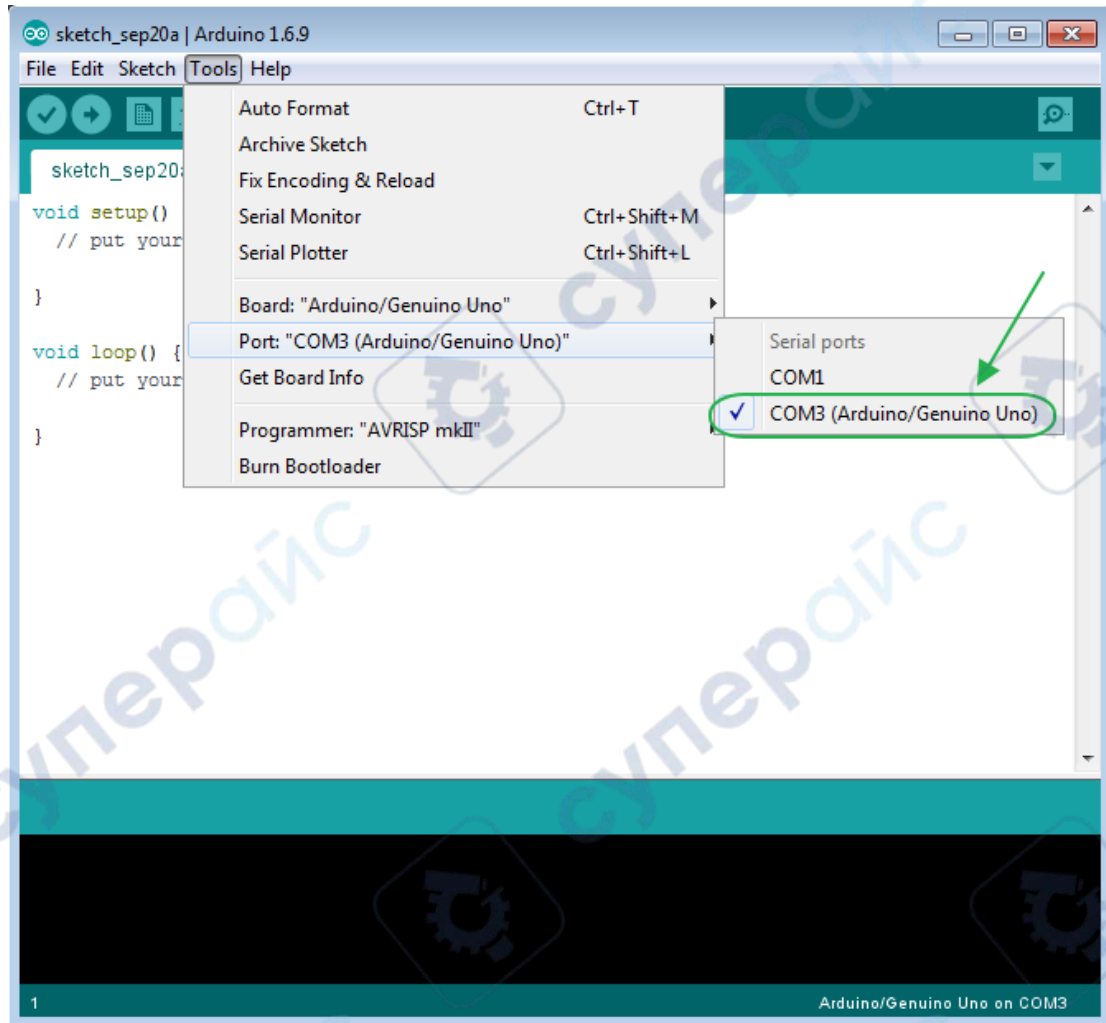 sketch_sep20a | Arduino 1.6.9
File Edit Sketch Tools Help
Auto Format Ctrl+T
Archive Sketch
Fix Encoding & Reload
Serial Monitor Ctrl+Shift+M
Serial Plotter Ctrl+Shift+L
Board: "Arduino/Genuino Uno"
Port: "COM3 (Arduino/Genuino Uno)"
Get Board Info
Programmer: "AVRISP mkII"
Burn Bootloader
Serial ports
COM1
COM3 (Arduino/Genuino Uno)
sketch_sep20a
void setup()
// put your
}
void loop() {
// put your
}
1
Arduino/Genuino Uno on COM3
суперайс
суперайс
суперайс